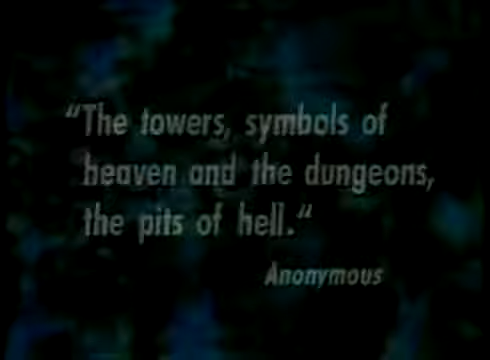 “The towers, symbols of
heaven and the dungeons,
the pits of hell.“
Anonymous